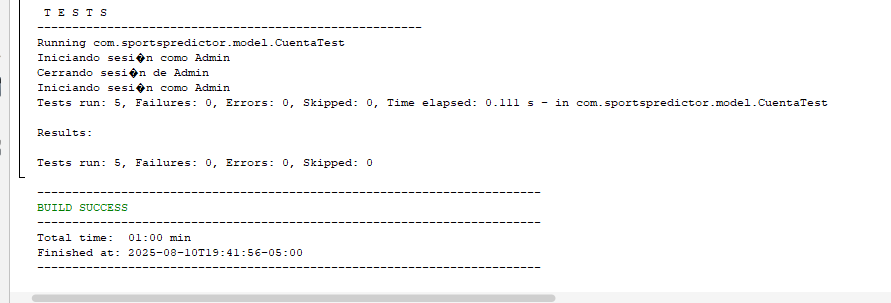 T E S T S
-------------------------------------------------------
Running com.sportspredictor.model.CuentaTest
Iniciando sesi�n como Admin
Cerrando sesi�n de Admin
Iniciando sesi�n como Admin
Tests run: 5, Failures: 0, Errors: 0, Skipped: 0, Time elapsed: 0.111 s - in com.sportspredictor.model.CuentaTest
Results:
Tests run: 5, Failures: 0, Errors: 0, Skipped: 0
------------------------------------------------------------------------
BUILD SUCCESS
------------------------------------------------------------------------
Total time:  01:00 min
Finished at: 2025-08-10T19:41:56-05:00
------------------------------------------------------------------------